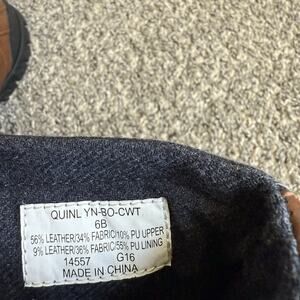 QUINL YN-BO-CWT
6B
56% LEATHER/34% FABRIC/10% PU UPPER
9% LEATHER/36% FABRIC/55% PU LINING
14557 G16
MADE IN CHINA